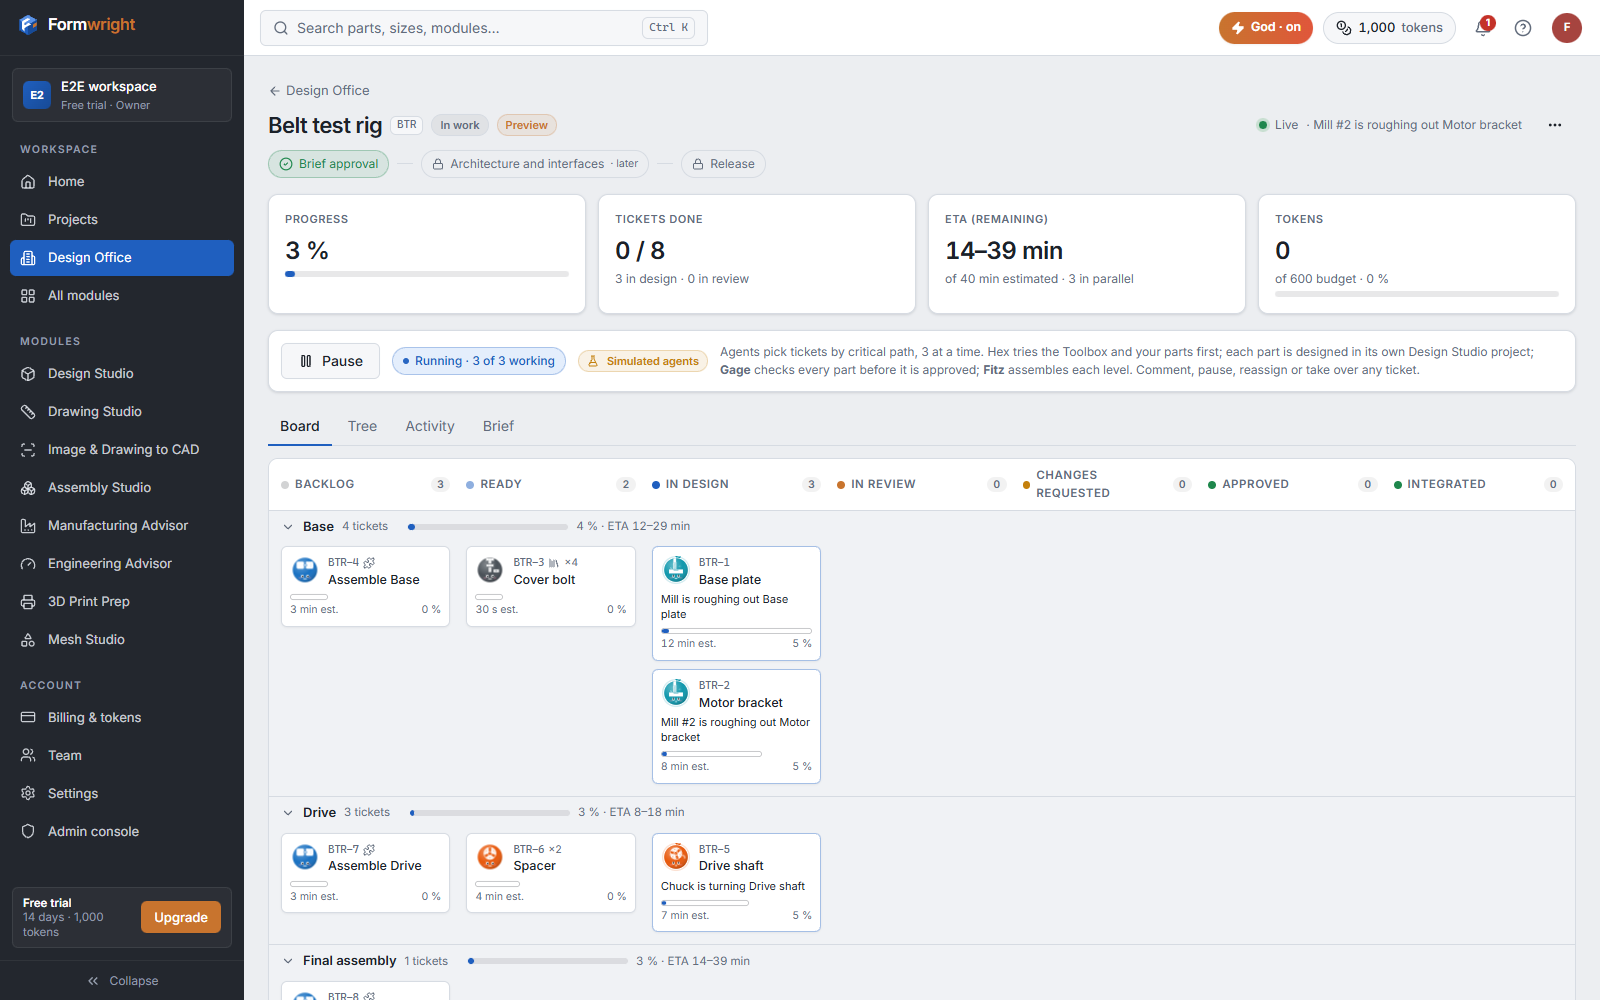 Formwright
Search parts, sizes, modules...
Ctrl K
God · on
1,000 tokens
1
F
E2
E2E workspace
Free trial · Owner
WORKSPACE
Home
Projects
Design Office
All modules
MODULES
Design Studio
Drawing Studio
Image & Drawing to CAD
Assembly Studio
Manufacturing Advisor
Engineering Advisor
3D Print Prep
Mesh Studio
ACCOUNT
Billing & tokens
Team
Settings
Admin console
Free trial
14 days · 1,000
tokens
Upgrade
Collapse
Design Office
Belt test rig
BTR
In work
Preview
Live · Mill #2 is roughing out Motor bracket
Brief approval
Architecture and interfaces · later
Release
PROGRESS
3 %
TICKETS DONE
0 / 8
3 in design · 0 in review
ETA (REMAINING)
14–39 min
of 40 min estimated · 3 in parallel
TOKENS
0
of 600 budget · 0 %
Pause
Running · 3 of 3 working
Simulated agents
Agents pick tickets by critical path, 3 at a time. Hex tries the Toolbox and your parts first; each part is designed in its own Design Studio project;
Gage checks every part before it is approved; Fitz assembles each level. Comment, pause, reassign or take over any ticket.
Board
Tree
Activity
Brief
BACKLOG 3
READY 2
IN DESIGN 3
IN REVIEW 0
CHANGES
REQUESTED 0
APPROVED 0
INTEGRATED 0
Base 4 tickets 4 % · ETA 12–29 min
BTR–4
Assemble Base
3 min est. 0 %
BTR–3 ×4
Cover bolt
30 s est. 0 %
BTR–1
Base plate
Mill is roughing out Base
plate
12 min est. 5 %
BTR–2
Motor bracket
Mill #2 is roughing out Motor
bracket
8 min est. 5 %
Drive 3 tickets 3 % · ETA 8–18 min
BTR–7
Assemble Drive
3 min est. 0 %
BTR–6 ×2
Spacer
4 min est. 0 %
BTR–5
Drive shaft
Chuck is turning Drive shaft
7 min est. 5 %
Final assembly 1 tickets 3 % · ETA 14–39 min
BTR–8